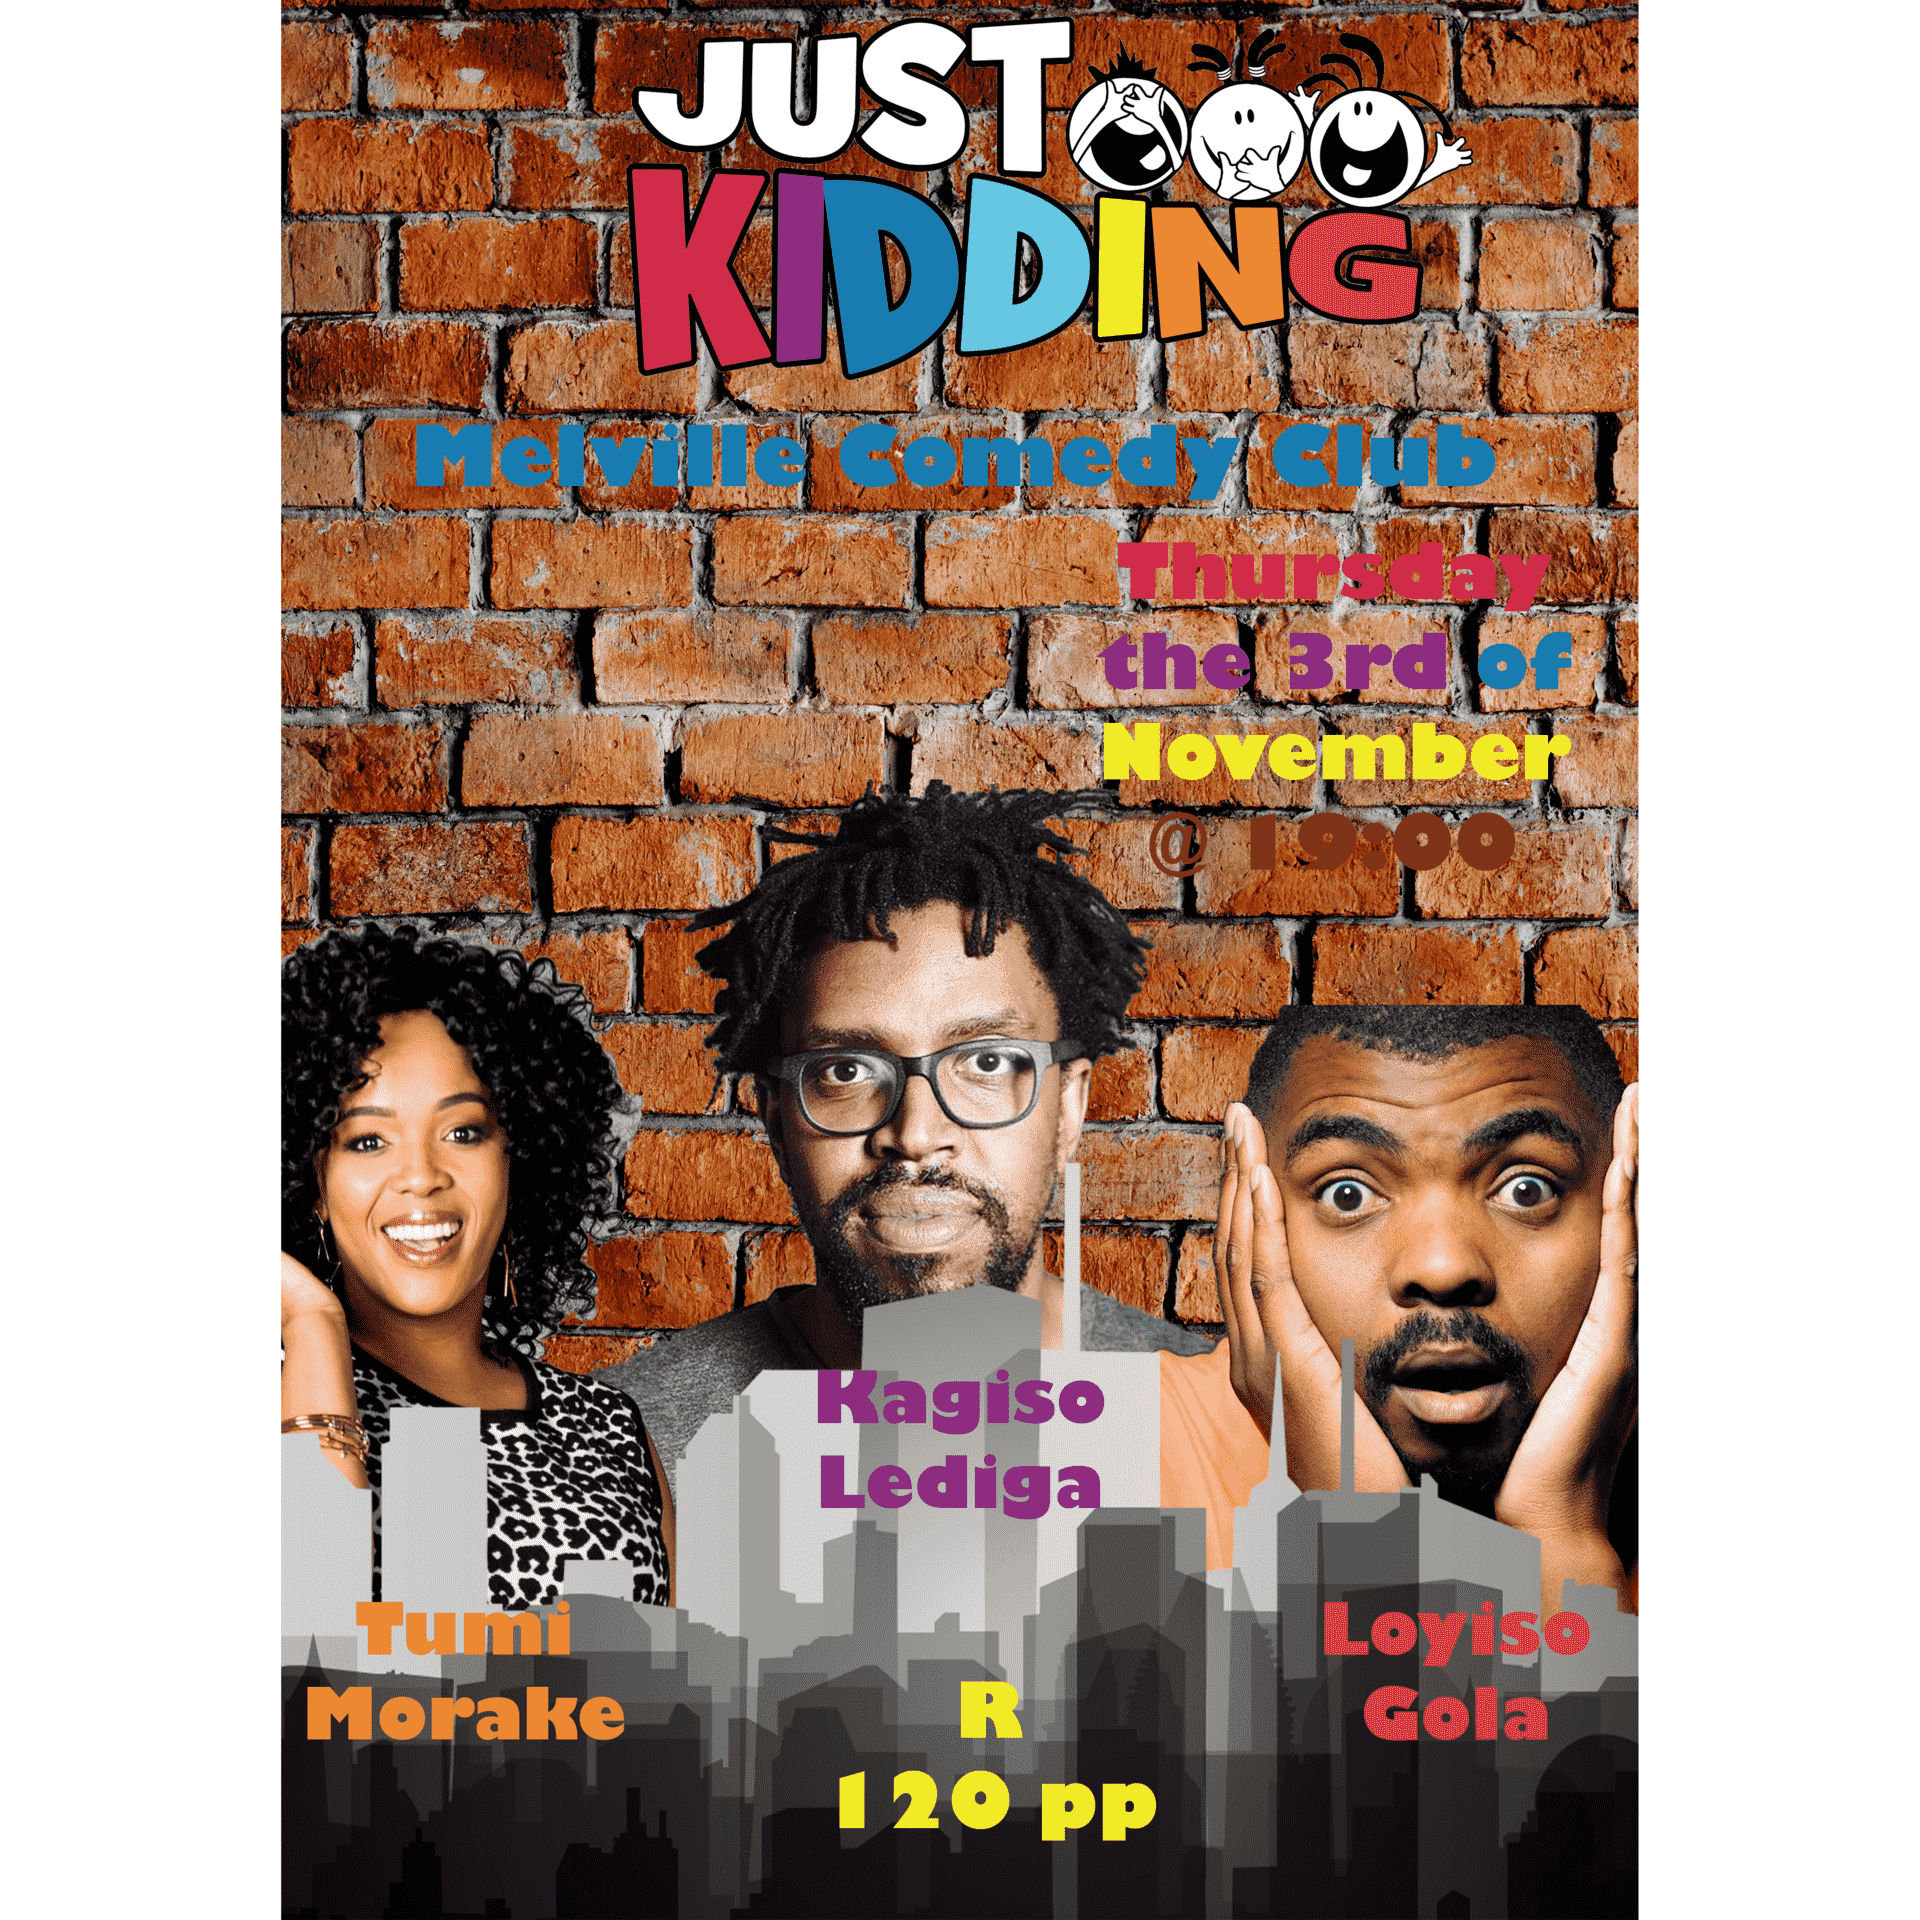 JUST
TM
KIDDING
Melville Comedy Club
Thursday
the 3rd of
November
@ 19:00
Kagiso
Lediga
Tumi
Morake
Loyiso
Gola
R
120 pp